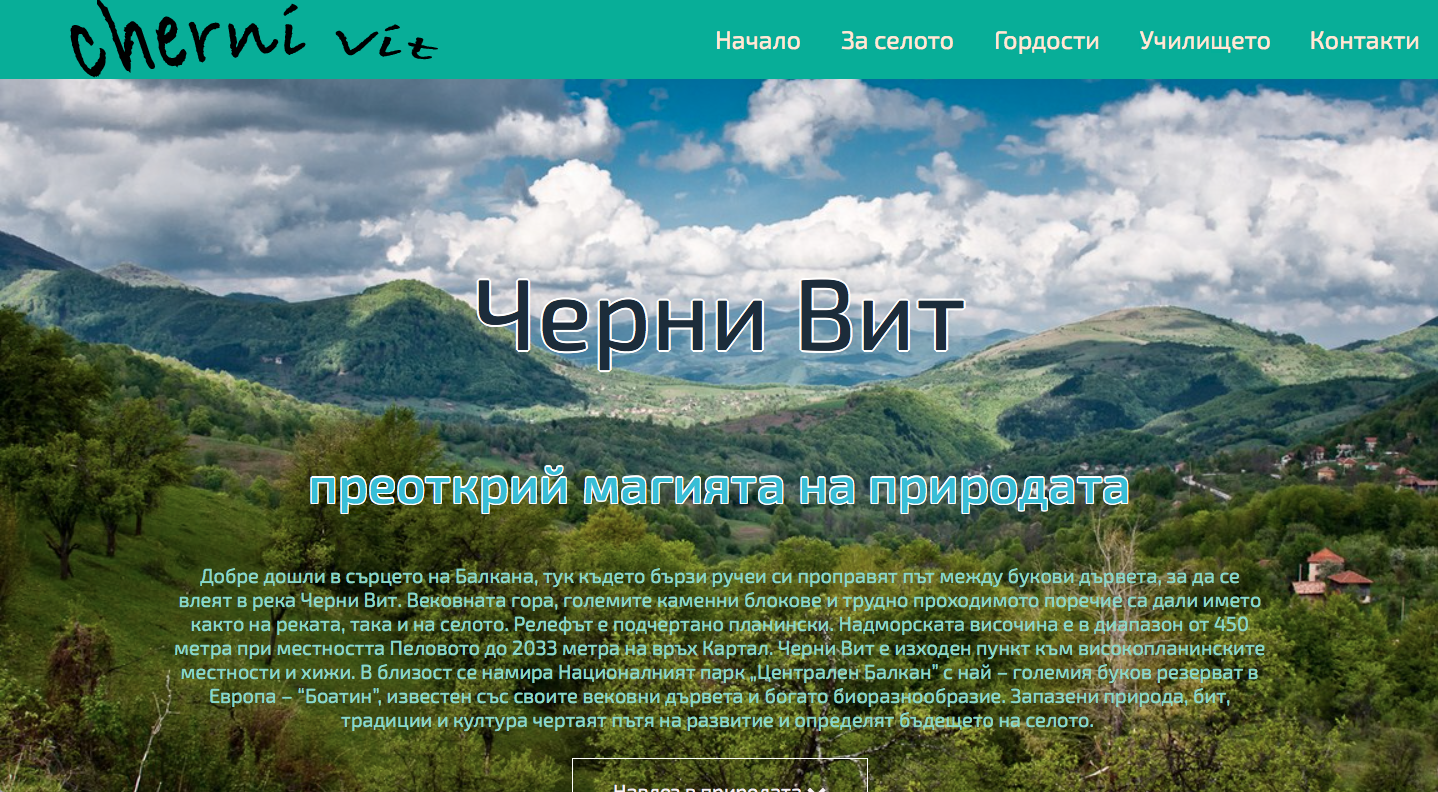 cherni vit
Начало За селото Гордости Училището Контакти
Черни Вит
преоткрий магията на природата
Добре дошли в сърцето на Балкана, тук където бързи ручеи си проправят път между букови дървета, за да се
влеят в река Черни Вит. Вековната гора, големите каменни блокове и трудно проходимото поречие са дали името
както на реката, така и на селото. Релефът е подчертано планински. Надморската височина е в диапазон от 450
метра при местността Пеловото до 2033 метра на връх Картал. Черни Вит е изходен пункт към високопланинските
местности и хижи. В близост се намира Националният парк „Централен Балкан” с най – големия буков резерват в
Европа – “Боатин”, известен със своите вековни дървета и богато биоразнообразие. Запазени природа, бит,
традиции и култура чертаят пътя на развитие и определят бъдещето на селото.
Навлез в природата